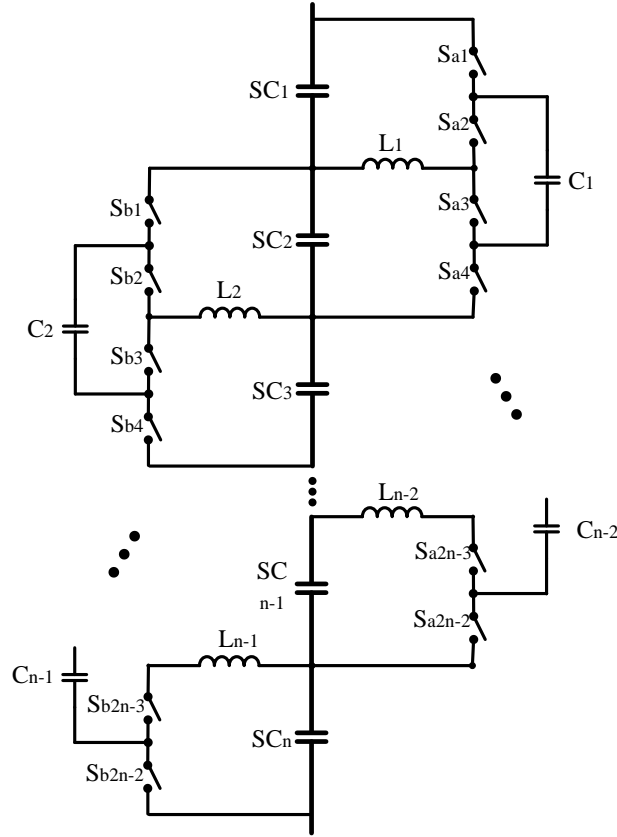 Sa1
SC1
Sa2
L1
C1
Sb1
Sa3
SC2
Sb2
Sa4
L2
C2
Sb3
SC3
Sb4
Ln-2
Cn-2
Sa2n-3
SC
n-1
Sa2n-2
Ln-1
Cn-1
Sb2n-3
SCn
Sb2n-2